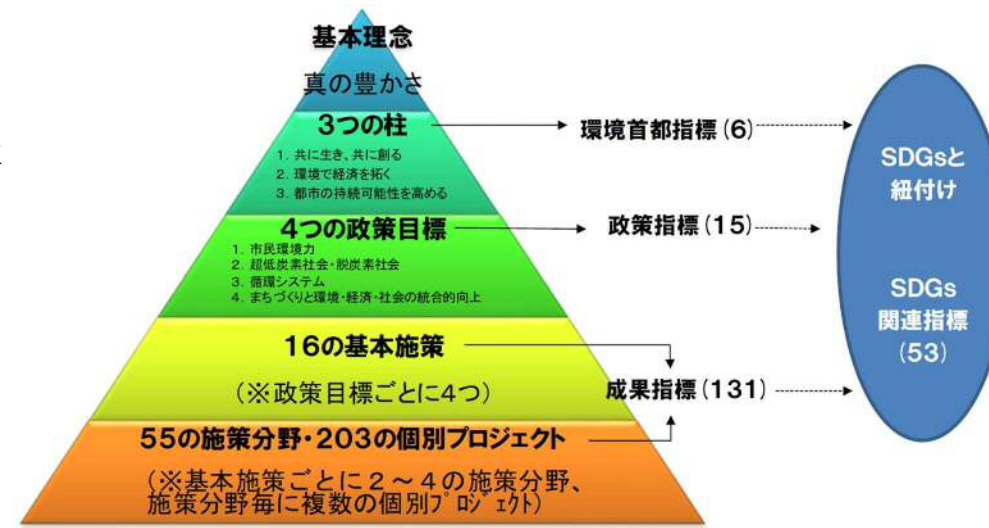 基本理念
真の豊かさ
3つの柱
1. 共に生き、共に創る
2. 環境で経済を拓く
3. 都市の持続可能性を高める
環境首都指標(6)
4つの政策目標
1. 市民環境力
2. 超低炭素社会・脱炭素社会
3. 循環システム
4. まちづくりと環境・経済・社会の統合的向上
政策指標(15)
16の基本施策
(※政策目標ごとに4つ)
成果指標(131)
55の施策分野・203の個別プロジェクト
(※基本施策ごとに2~4の施策分野、
施策分野毎に複数の個別プロジェクト)
SDGsと
紐付け
SDGs
関連指標
(53)